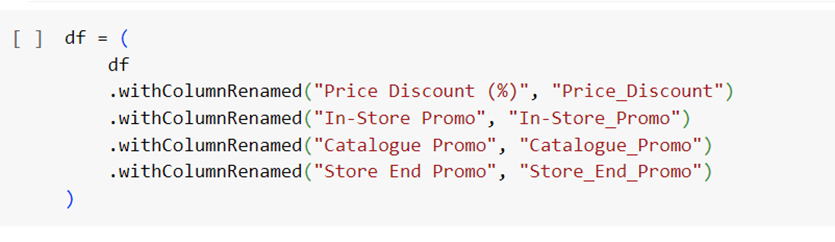 [ ] df = (
df
.withColumnRenamed("Price Discount (%)", "Price_Discount")
.withColumnRenamed("In-Store Promo", "In-Store_Promo")
.withColumnRenamed("Catalogue Promo", "Catalogue_Promo")
.withColumnRenamed("Store End Promo", "Store_End_Promo")
)